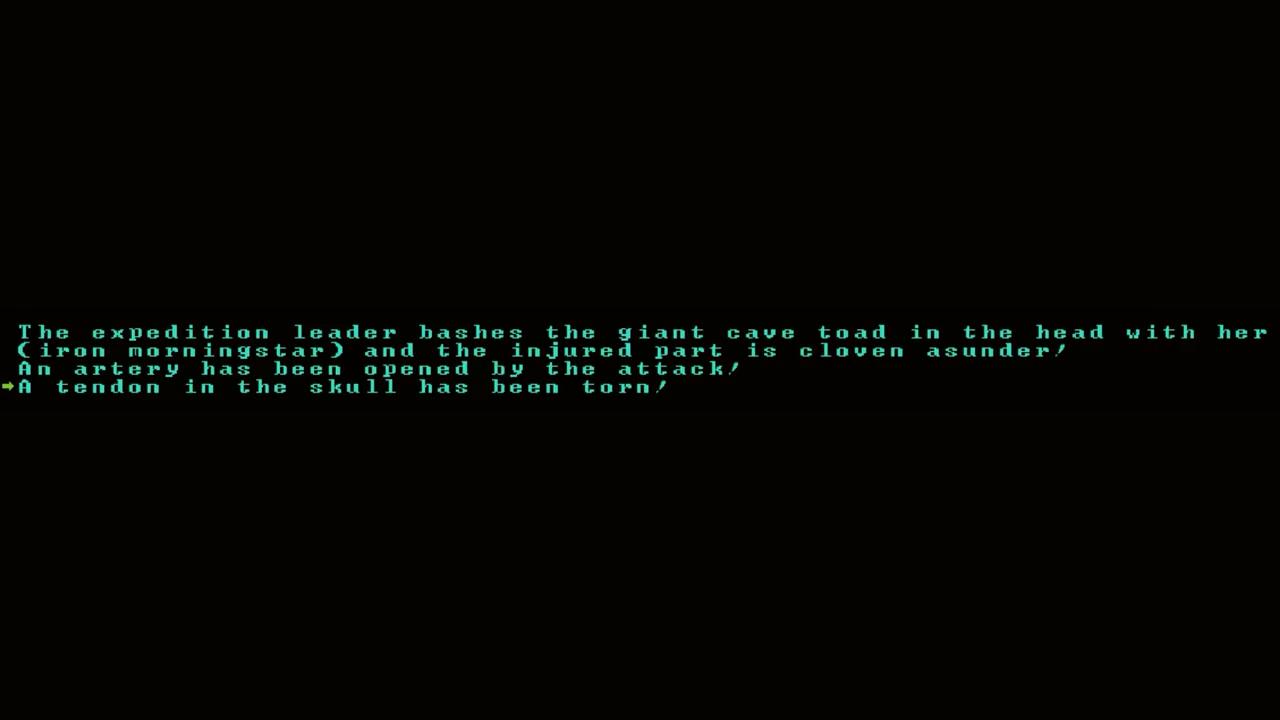 The expedition leader bashes the giant cave toad in the head with her
(iron morningstar) and the injured part is cloven asunder!
An artery has been opened by the attack!
A tendon in the skull has been torn!